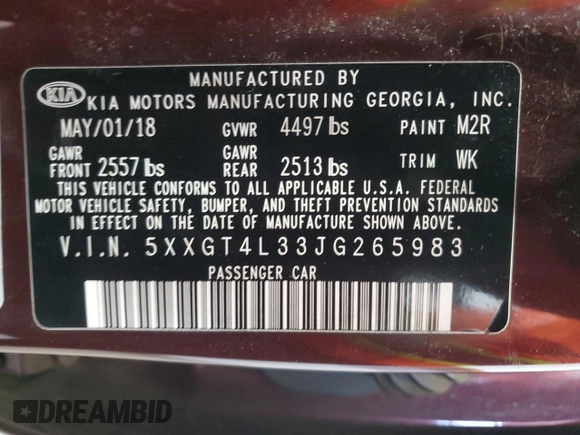 MANUFACTURED BY
KIA KIA MOTORS MANUFACTURING GEORGIA, INC.
MAY/01/18 GVWR 4497 lbs PAINT M2R
GAWR FRONT 2557 lbs GAWR REAR 2513 lbs TRIM WK
THIS VEHICLE CONFORMS TO ALL APPLICABLE U.S.A. FEDERAL
MOTOR VEHICLE SAFETY, BUMPER, AND THEFT PREVENTION STANDARDS
IN EFFECT ON THE DATE OF MANUFACTURE SHOWN ABOVE.
V.I.N. 5XXGT4L33JG265983
PASSENGER CAR
DREAMBID